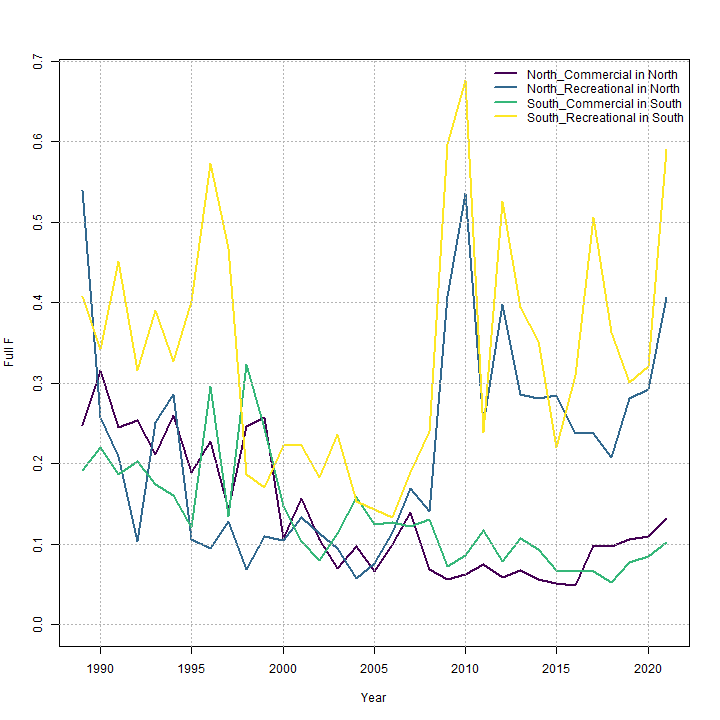 North_Commercial in North
North_Recreational in North
South_Commercial in South
South_Recreational in South
Full F
0.7
0.6
0.5
0.4
0.3
0.2
0.1
0.0
1990 1995 2000 2005 2010 2015 2020
Year